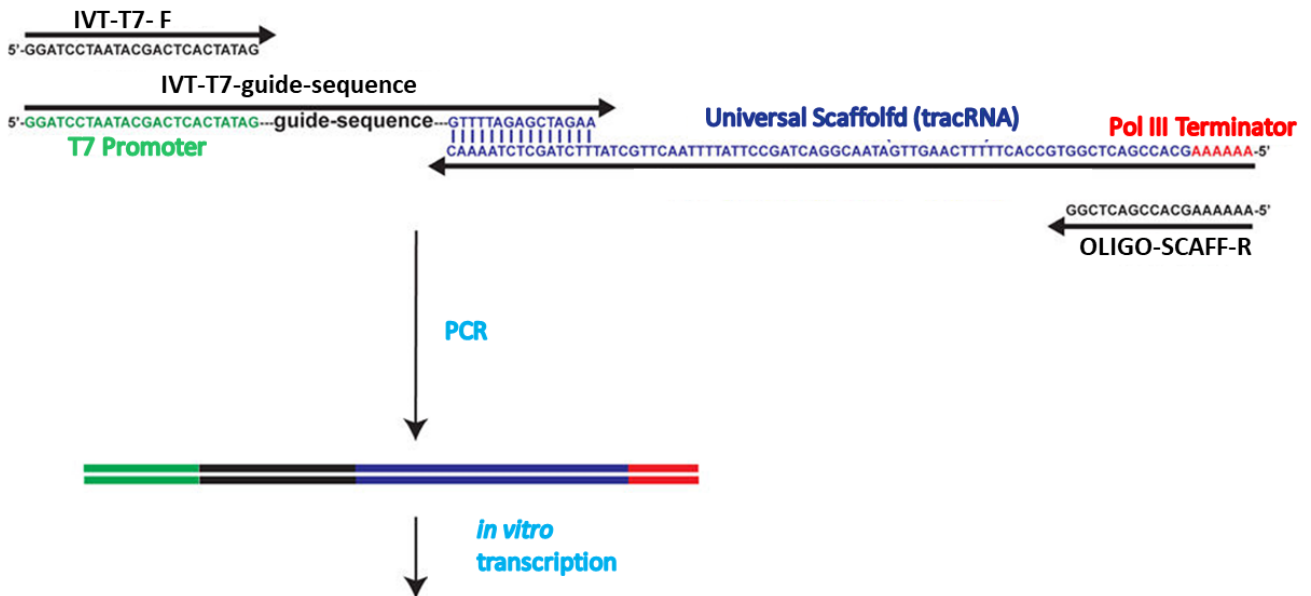 IVT-T7- F
5'-GGATCCTAATACGACTCACTATAG
IVT-T7-guide-sequence
5'-GGATCCTAATACGACTCACTATAG---guide-sequence---GTTTTAGAGCTAGAA
T7 Promoter
Universal Scaffolfd (tracRNA)
Pol III Terminator
CAAAATCTCGATCTTTATCGTTCAATTTTATTCCGATCAGGCAATAGTTGAACTTTTTCACCGTGGCTCAGCCACGAAAAAA-5'
GGCTCAGCCACGAAAAAA-5'
OLIGO-SCAFF-R
PCR
in vitro
transcription